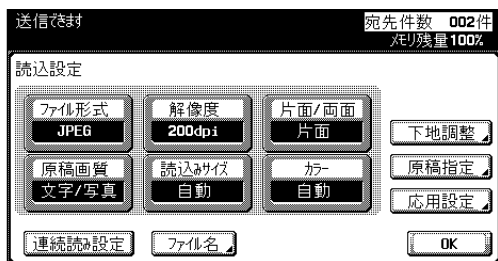 送信できます
宛先件数 002件
メモリ残量100%
読込設定
ファイル形式 解像度 片面/両面
JPEG 200dpi 片面
下地調整
原稿画質 読込みサイズ カラー
原稿指定
文字/写真 自動 自動
応用設定
連続読み設定 ファイル名 OK